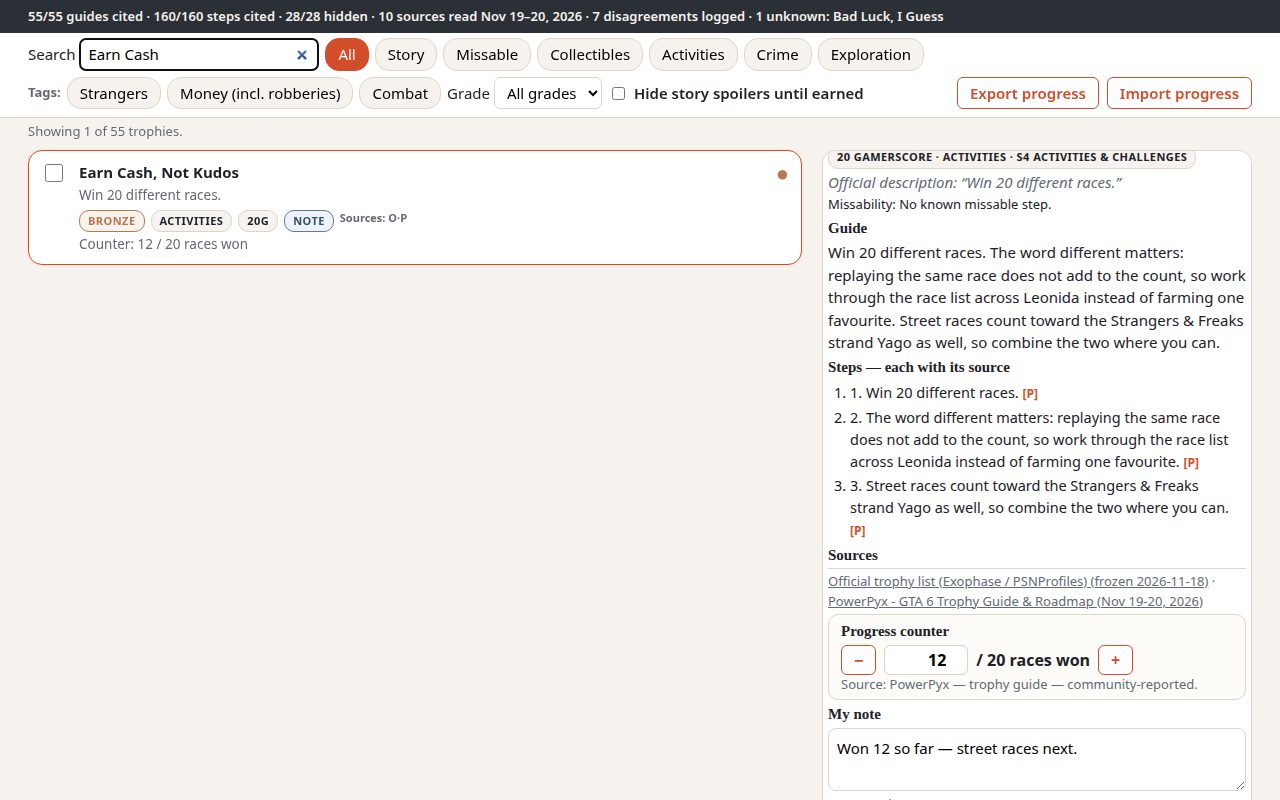 55/55 guides cited · 160/160 steps cited · 28/28 hidden · 10 sources read Nov 19–20, 2026 · 7 disagreements logged · 1 unknown: Bad Luck, I Guess
Search Earn Cash × All Story Missable Collectibles Activities Crime Exploration
Tags: Strangers Money (incl. robberies) Combat Grade All grades Hide story spoilers until earned Export progress Import progress
Showing 1 of 55 trophies.
Earn Cash, Not Kudos
Win 20 different races.
BRONZE ACTIVITIES 20G NOTE Sources: O·P
Counter: 12 / 20 races won
20 GAMERSCORE · ACTIVITIES · S4 ACTIVITIES & CHALLENGES
Official description: “Win 20 different races.”
Missability: No known missable step.
Guide
Win 20 different races. The word different matters:
replaying the same race does not add to the count, so work
through the race list across Leonida instead of farming one
favourite. Street races count toward the Strangers & Freaks
strand Yago as well, so combine the two where you can.
Steps — each with its source
1. 1. Win 20 different races. [P]
2. 2. The word different matters: replaying the same race
does not add to the count, so work through the race list
across Leonida instead of farming one favourite. [P]
3. 3. Street races count toward the Strangers & Freaks
strand Yago as well, so combine the two where you can.
[P]
Sources
Official trophy list (Exophase / PSNProfiles) (frozen 2026-11-18) ·
PowerPyx - GTA 6 Trophy Guide & Roadmap (Nov 19-20, 2026)
Progress counter
− 12 / 20 races won +
Source: PowerPyx — trophy guide — community-reported.
My note
Won 12 so far — street races next.